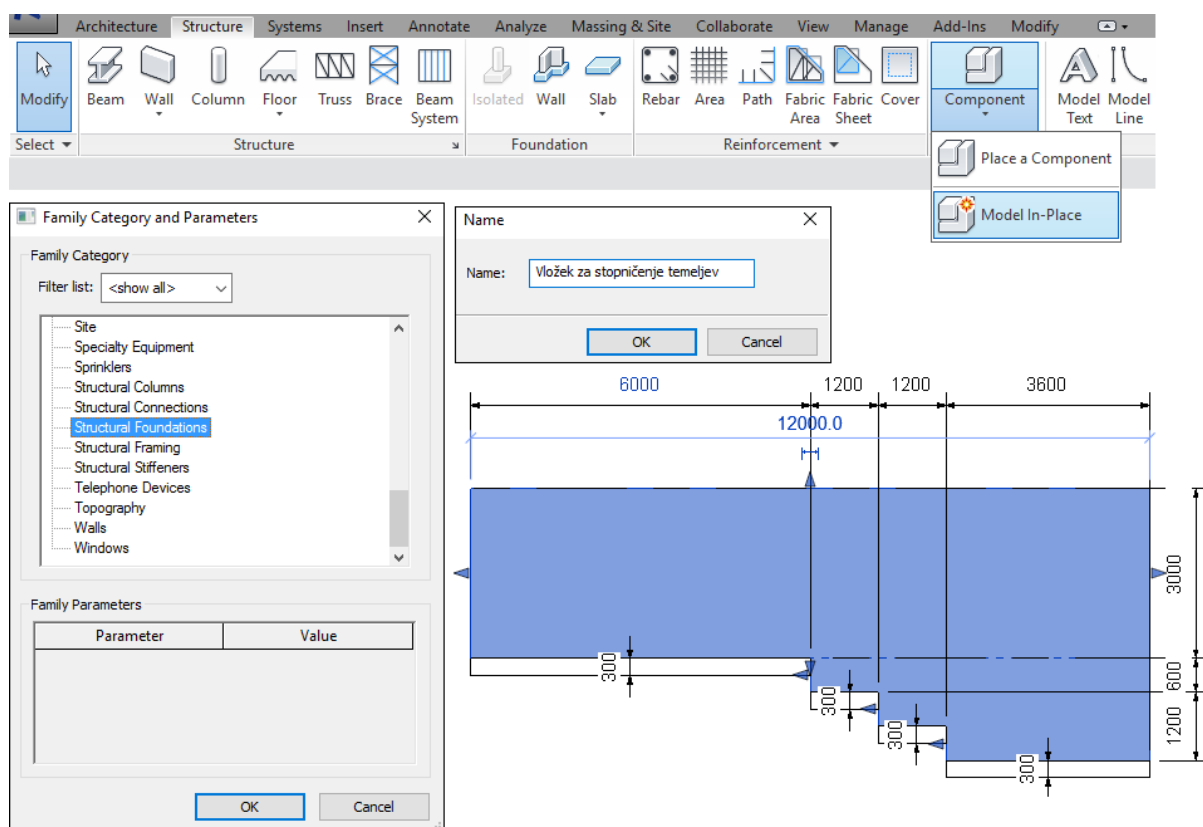 Architecture Structure Systems Insert Annotate Analyze Massing & Site Collaborate View Manage Add-Ins Modify
Modify Beam Wall Column Floor Truss Brace Beam System Isolated Wall Slab Rebar Area Path Fabric Area Fabric Sheet Cover Component Model Text Model Line
Select Structure Foundation Reinforcement
Place a Component
Model In-Place
Family Category and Parameters
Family Category
Filter list: <show all>
Site
Specialty Equipment
Sprinklers
Structural Columns
Structural Connections
Structural Foundations
Structural Framing
Structural Stiffeners
Telephone Devices
Topography
Walls
Windows
Family Parameters
Parameter Value
OK Cancel
Name
Name: Vložek za stopničenje temeljev
OK Cancel
6000 1200 1200 3600
12000.0
3000
300
600
300
300
1200
300